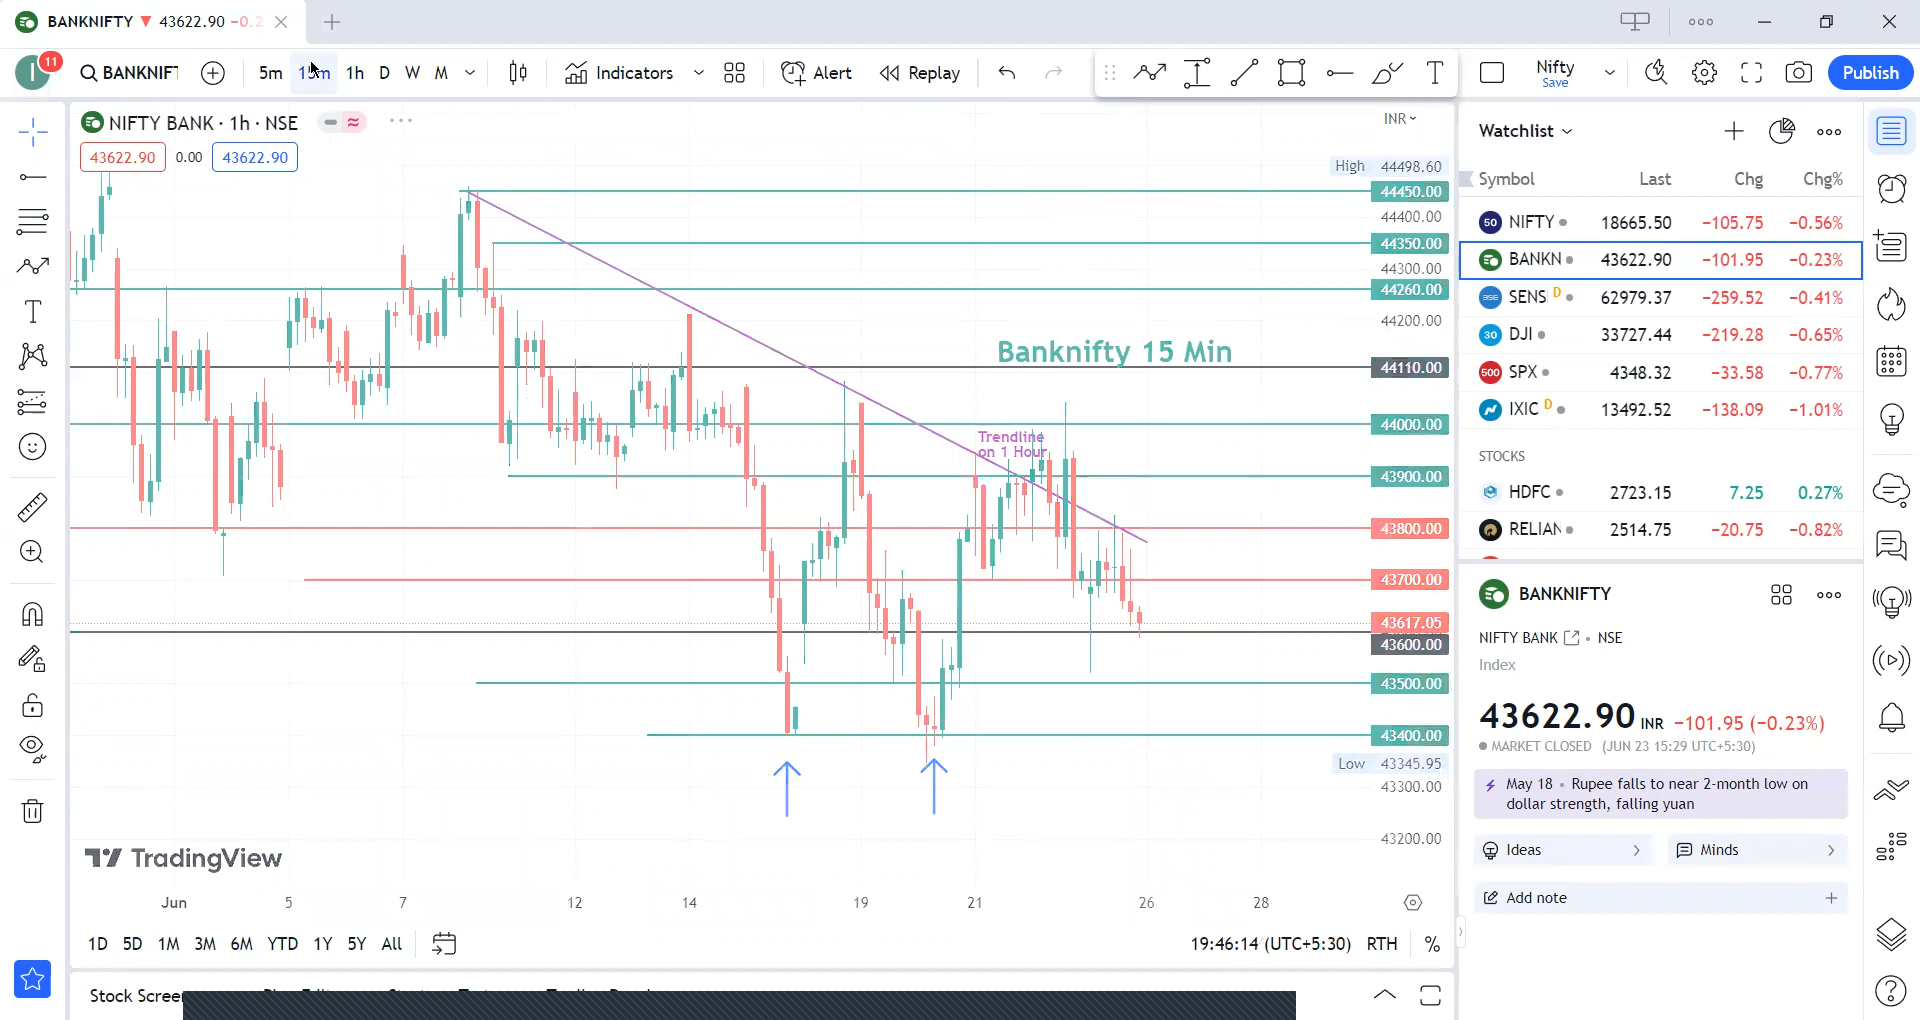 BANKNIFTY ▼ 43622.90 −0.2
11
I BANKNIF 5m 15m 1h D W M Indicators Alert Replay Nifty Save Publish
NIFTY BANK · 1h · NSE
INR
43622.90 0.00 43622.90
High 44498.60
44450.00
44400.00
44350.00
44300.00
44260.00
44200.00
Banknifty 15 Min
44110.00
44000.00
Trendline
on 1 Hour
43900.00
43800.00
43700.00
43617.05
43600.00
43500.00
43400.00
Low 43345.95
43300.00
43200.00
TradingView
Jun 5 7 12 14 19 21 26 28
1D 5D 1M 3M 6M YTD 1Y 5Y All 19:46:14 (UTC+5:30) RTH %
Stock Screen
Watchlist
Symbol Last Chg Chg%
50 NIFTY 18665.50 −105.75 −0.56%
BANKN 43622.90 −101.95 −0.23%
SENS D 62979.37 −259.52 −0.41%
30 DJI 33727.44 −219.28 −0.65%
500 SPX 4348.32 −33.58 −0.77%
IXIC D 13492.52 −138.09 −1.01%
STOCKS
HDFC 2723.15 7.25 0.27%
RELIAN 2514.75 −20.75 −0.82%
BANKNIFTY
NIFTY BANK • NSE
Index
43622.90 INR −101.95 (−0.23%)
MARKET CLOSED (JUN 23 15:29 UTC+5:30)
May 18 • Rupee falls to near 2-month low on
dollar strength, falling yuan
Ideas Minds
Add note